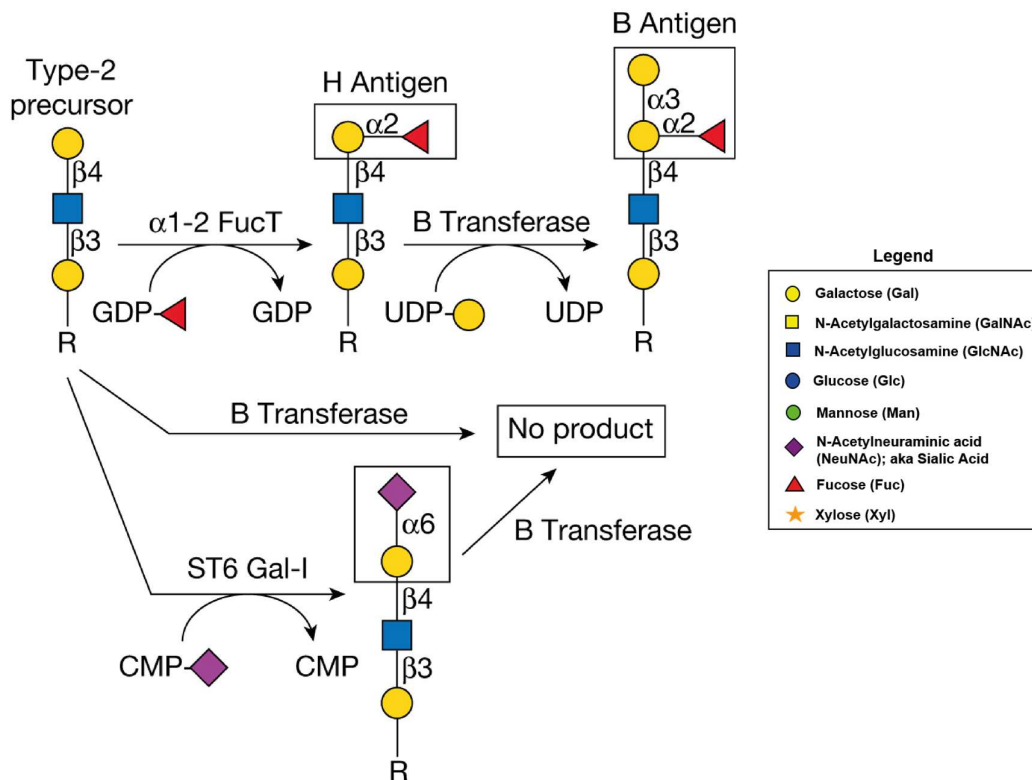 Type-2
precursor
β4
β3
R
α1-2 FucT
GDP
GDP
H Antigen
α2
β4
β3
R
B Transferase
UDP
UDP
B Antigen
α3
α2
β4
β3
R
B Transferase
No product
B Transferase
ST6 Gal-I
CMP
CMP
α6
β4
β3
R
Legend
Galactose (Gal)
N-Acetylgalactosamine (GalNAc)
N-Acetylglucosamine (GlcNAc)
Glucose (Glc)
Mannose (Man)
N-Acetylneuraminic acid
(NeuNAc); aka Sialic Acid
Fucose (Fuc)
Xylose (Xyl)